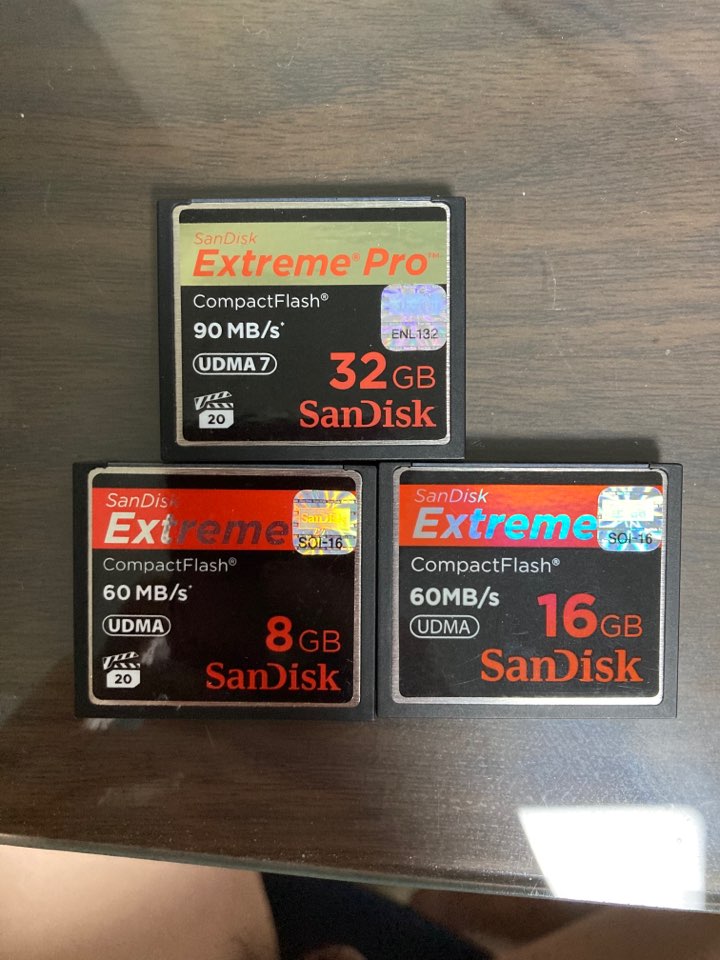 SanDisk
Extreme® Pro™
CompactFlash®
90 MB/s*
ENL132
UDMA 7
32 GB
20
SanDisk
SanDisk
Extreme
SanDisk
SOI-16
CompactFlash®
60 MB/s*
UDMA
8 GB
20
SanDisk
SanDisk
Extreme
SOI-16
CompactFlash®
60MB/s
16 GB
UDMA
SanDisk